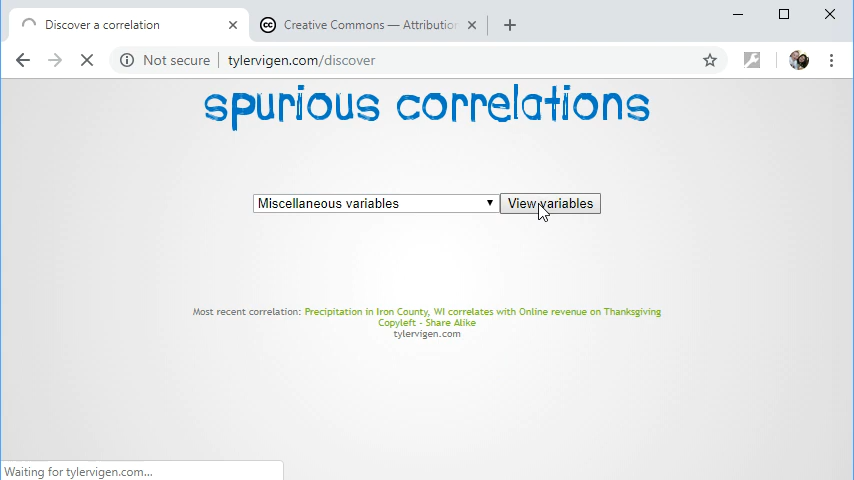 Discover a correlation
Creative Commons — Attribution
Not secure
tylervigen.com/discover
spurious correlations
Miscellaneous variables
View variables
Most recent correlation: Precipitation in Iron County, WI correlates with Online revenue on Thanksgiving
Copyleft - Share Alike
tylervigen.com
Waiting for tylervigen.com...